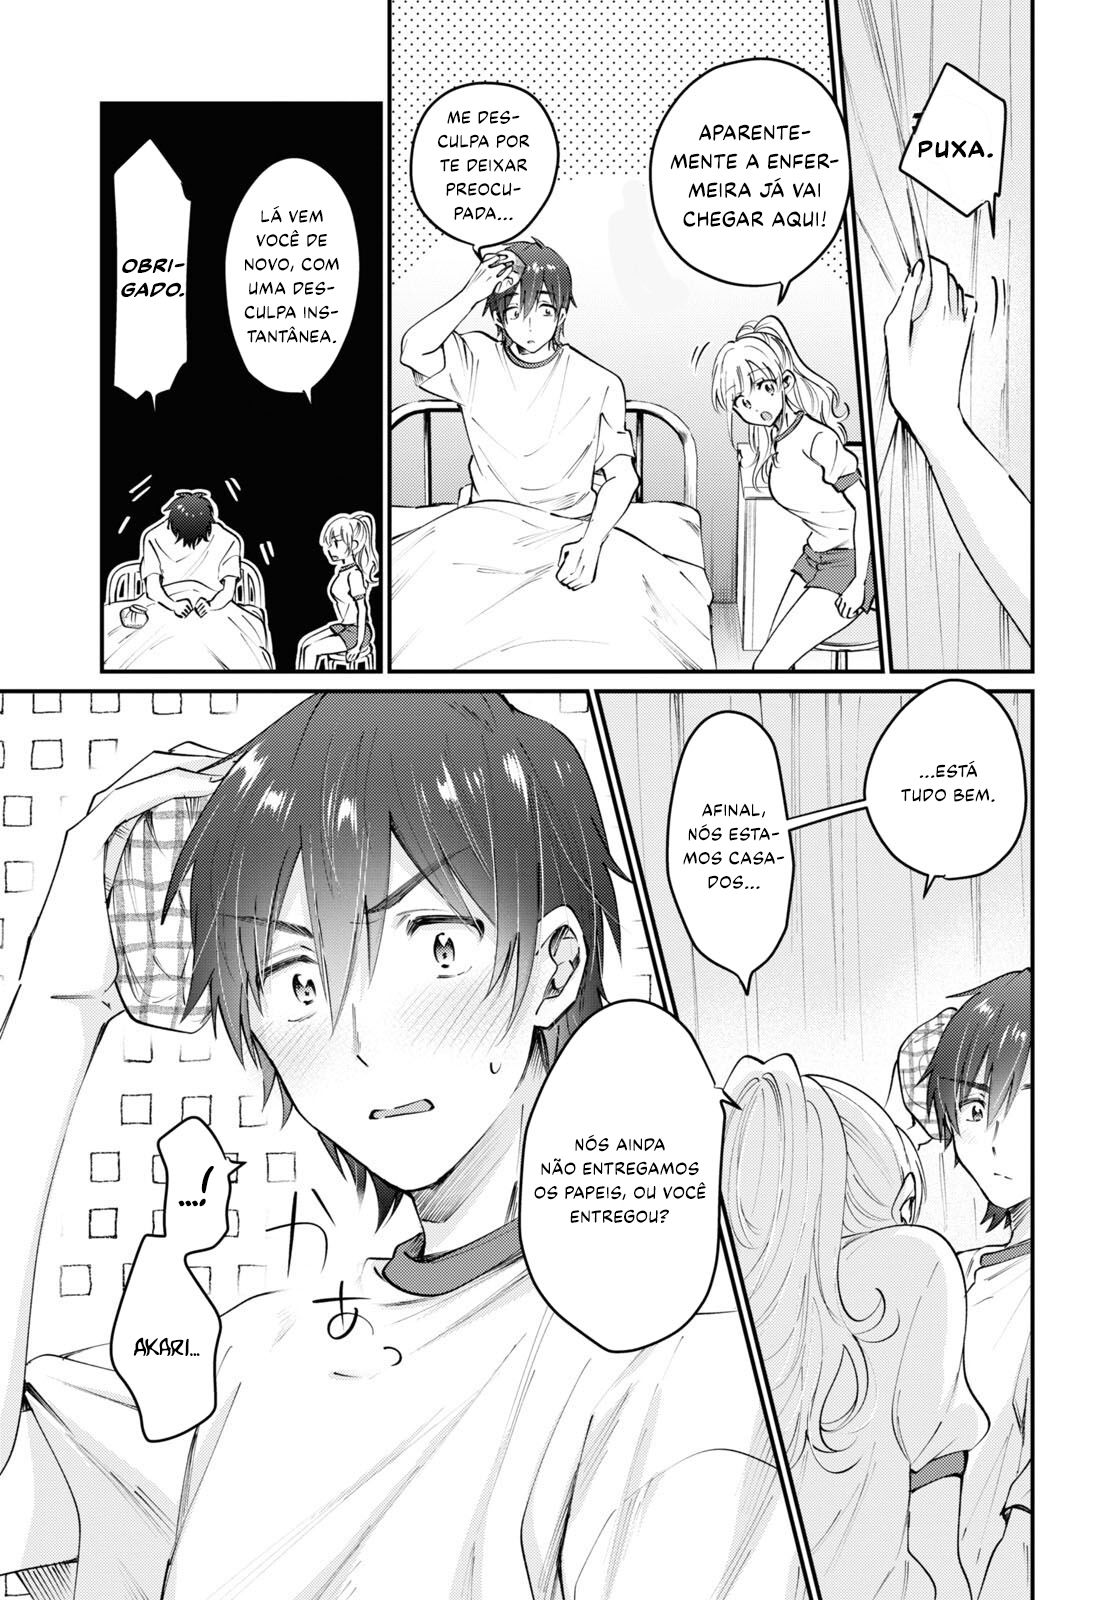 PUXA.
APARENTE-
MENTE A ENFER-
MEIRA JÁ VAI
CHEGAR AQUI!
ME DES-
CULPA POR
TE DEIXAR
PREOCU-
PADA...
LÁ VEM
VOCÊ DE
NOVO, COM
UMA DES-
CULPA INS-
TANTÂNEA.
OBRI-
GADO.
...ESTÁ
TUDO BEM.
AFINAL,
NÓS ESTA-
MOS CASA-
DOS...
NÓS AINDA
NÃO ENTREGAMOS
OS PAPEIS, OU VOCÊ
ENTREGOU?
かあっ
....!
AKARI...